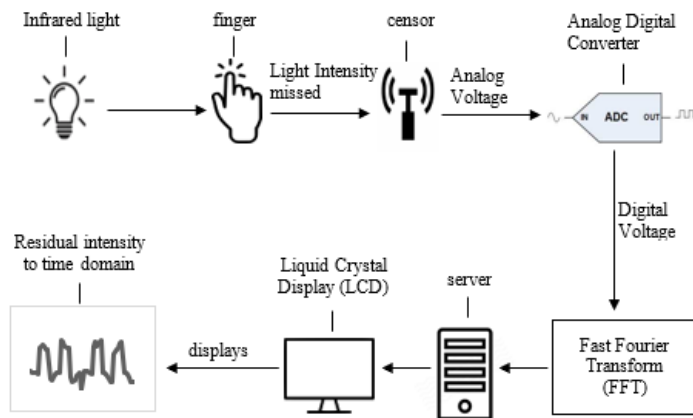 Infrared light
finger
censor
Analog Digital
Converter
Light Intensity
missed
Analog
Voltage
IN
ADC
OUT
Digital
Voltage
Residual intensity
to time domain
Liquid Crystal
Display (LCD)
server
displays
Fast Fourier
Transform
(FFT)